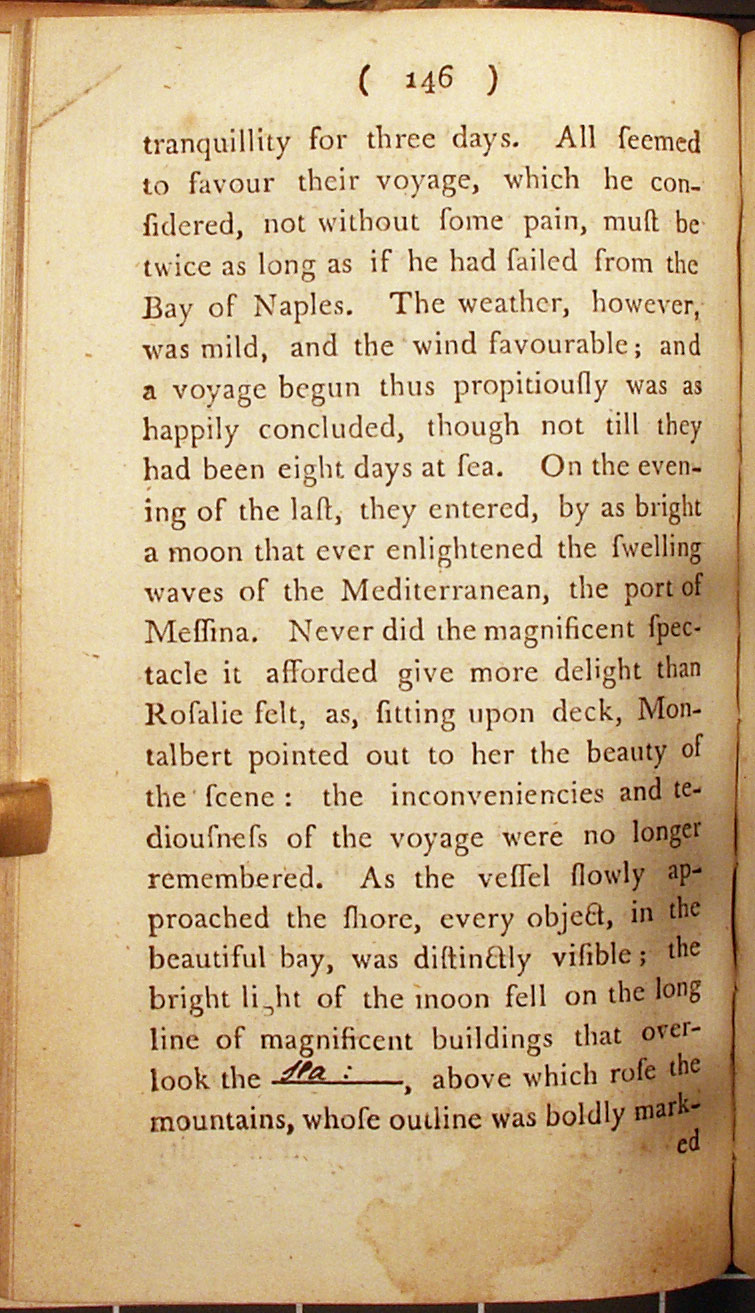 ( 146 )
tranquillity for three days. All ſeemed
to favour their voyage, which he con-
ſidered, not without ſome pain, muſt be
twice as long as if he had ſailed from the
Bay of Naples. The weather, however,
was mild, and the wind favourable; and
a voyage begun thus propitiouſly was as
happily concluded, though not till they
had been eight days at ſea. On the even-
ing of the laſt, they entered, by as bright
a moon that ever enlightened the ſwelling
waves of the Mediterranean, the port of
Meſſina. Never did the magnificent ſpec-
tacle it afforded give more delight than
Roſalie felt, as, ſitting upon deck, Mon-
talbert pointed out to her the beauty of
the ſcene: the inconveniencies and te-
diouſneſs of the voyage were no longer
remembered. As the veſſel ſlowly ap-
proached the ſhore, every object, in the
beautiful bay, was diſtinctly viſible; the
bright light of the moon fell on the long
line of magnificent buildings that over-
look the sea: ——, above which roſe the
mountains, whoſe outline was boldly mark-
ed